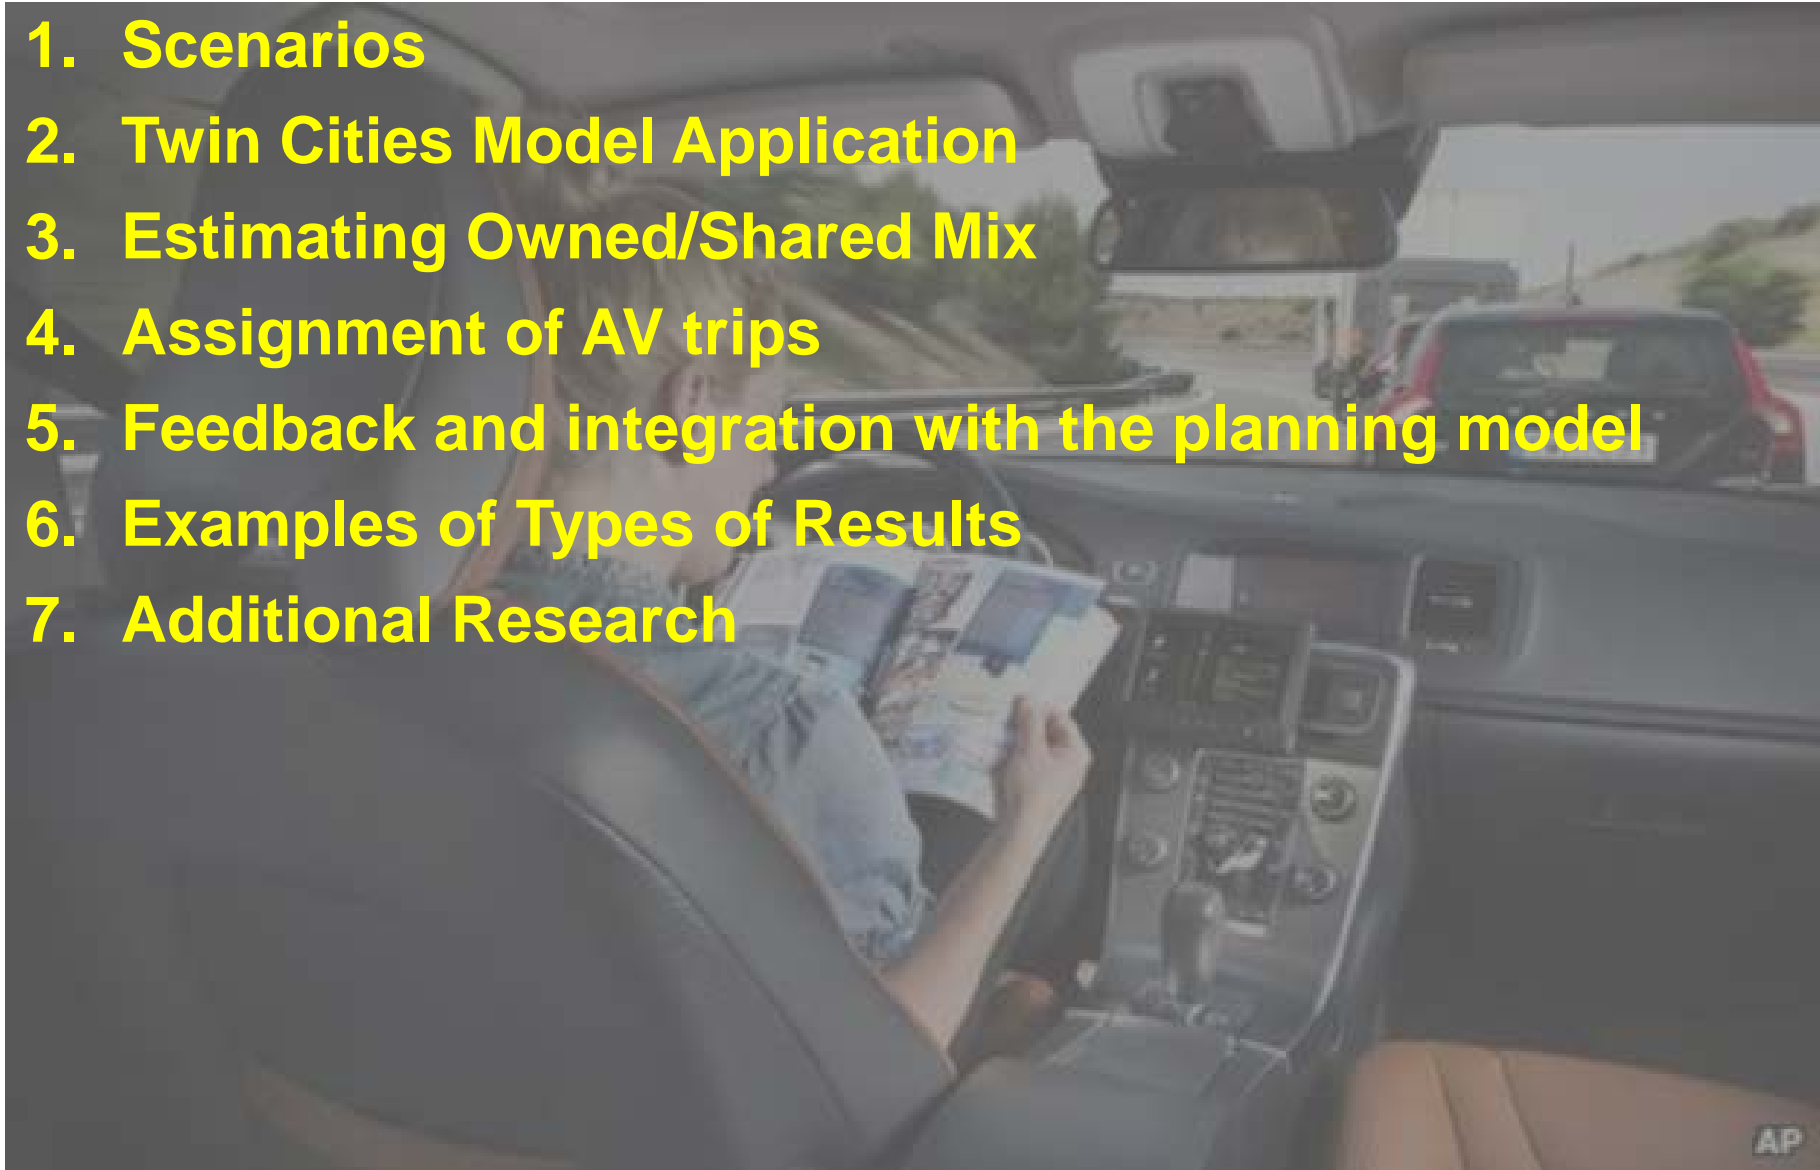 1. Scenarios
2. Twin Cities Model Application
3. Estimating Owned/Shared Mix
4. Assignment of AV trips
5. Feedback and integration with the planning model
6. Examples of Types of Results
7. Additional Research
AP